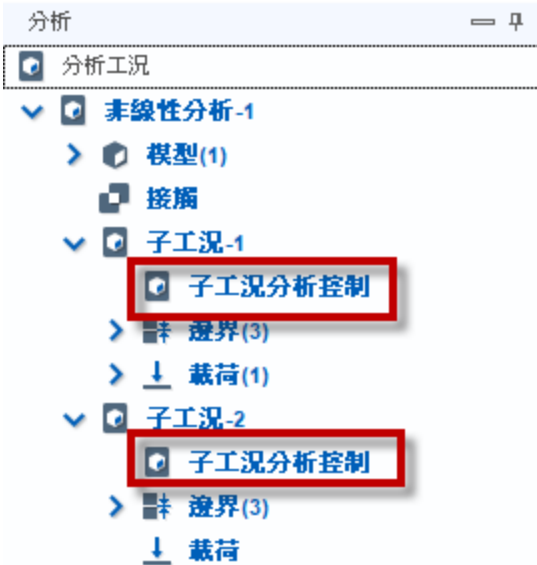 分析
分析工况
非線性分析-1
模型(1)
接觸
子工況-1
子工況分析控制
邊界(3)
載荷(1)
子工況-2
子工況分析控制
邊界(3)
載荷